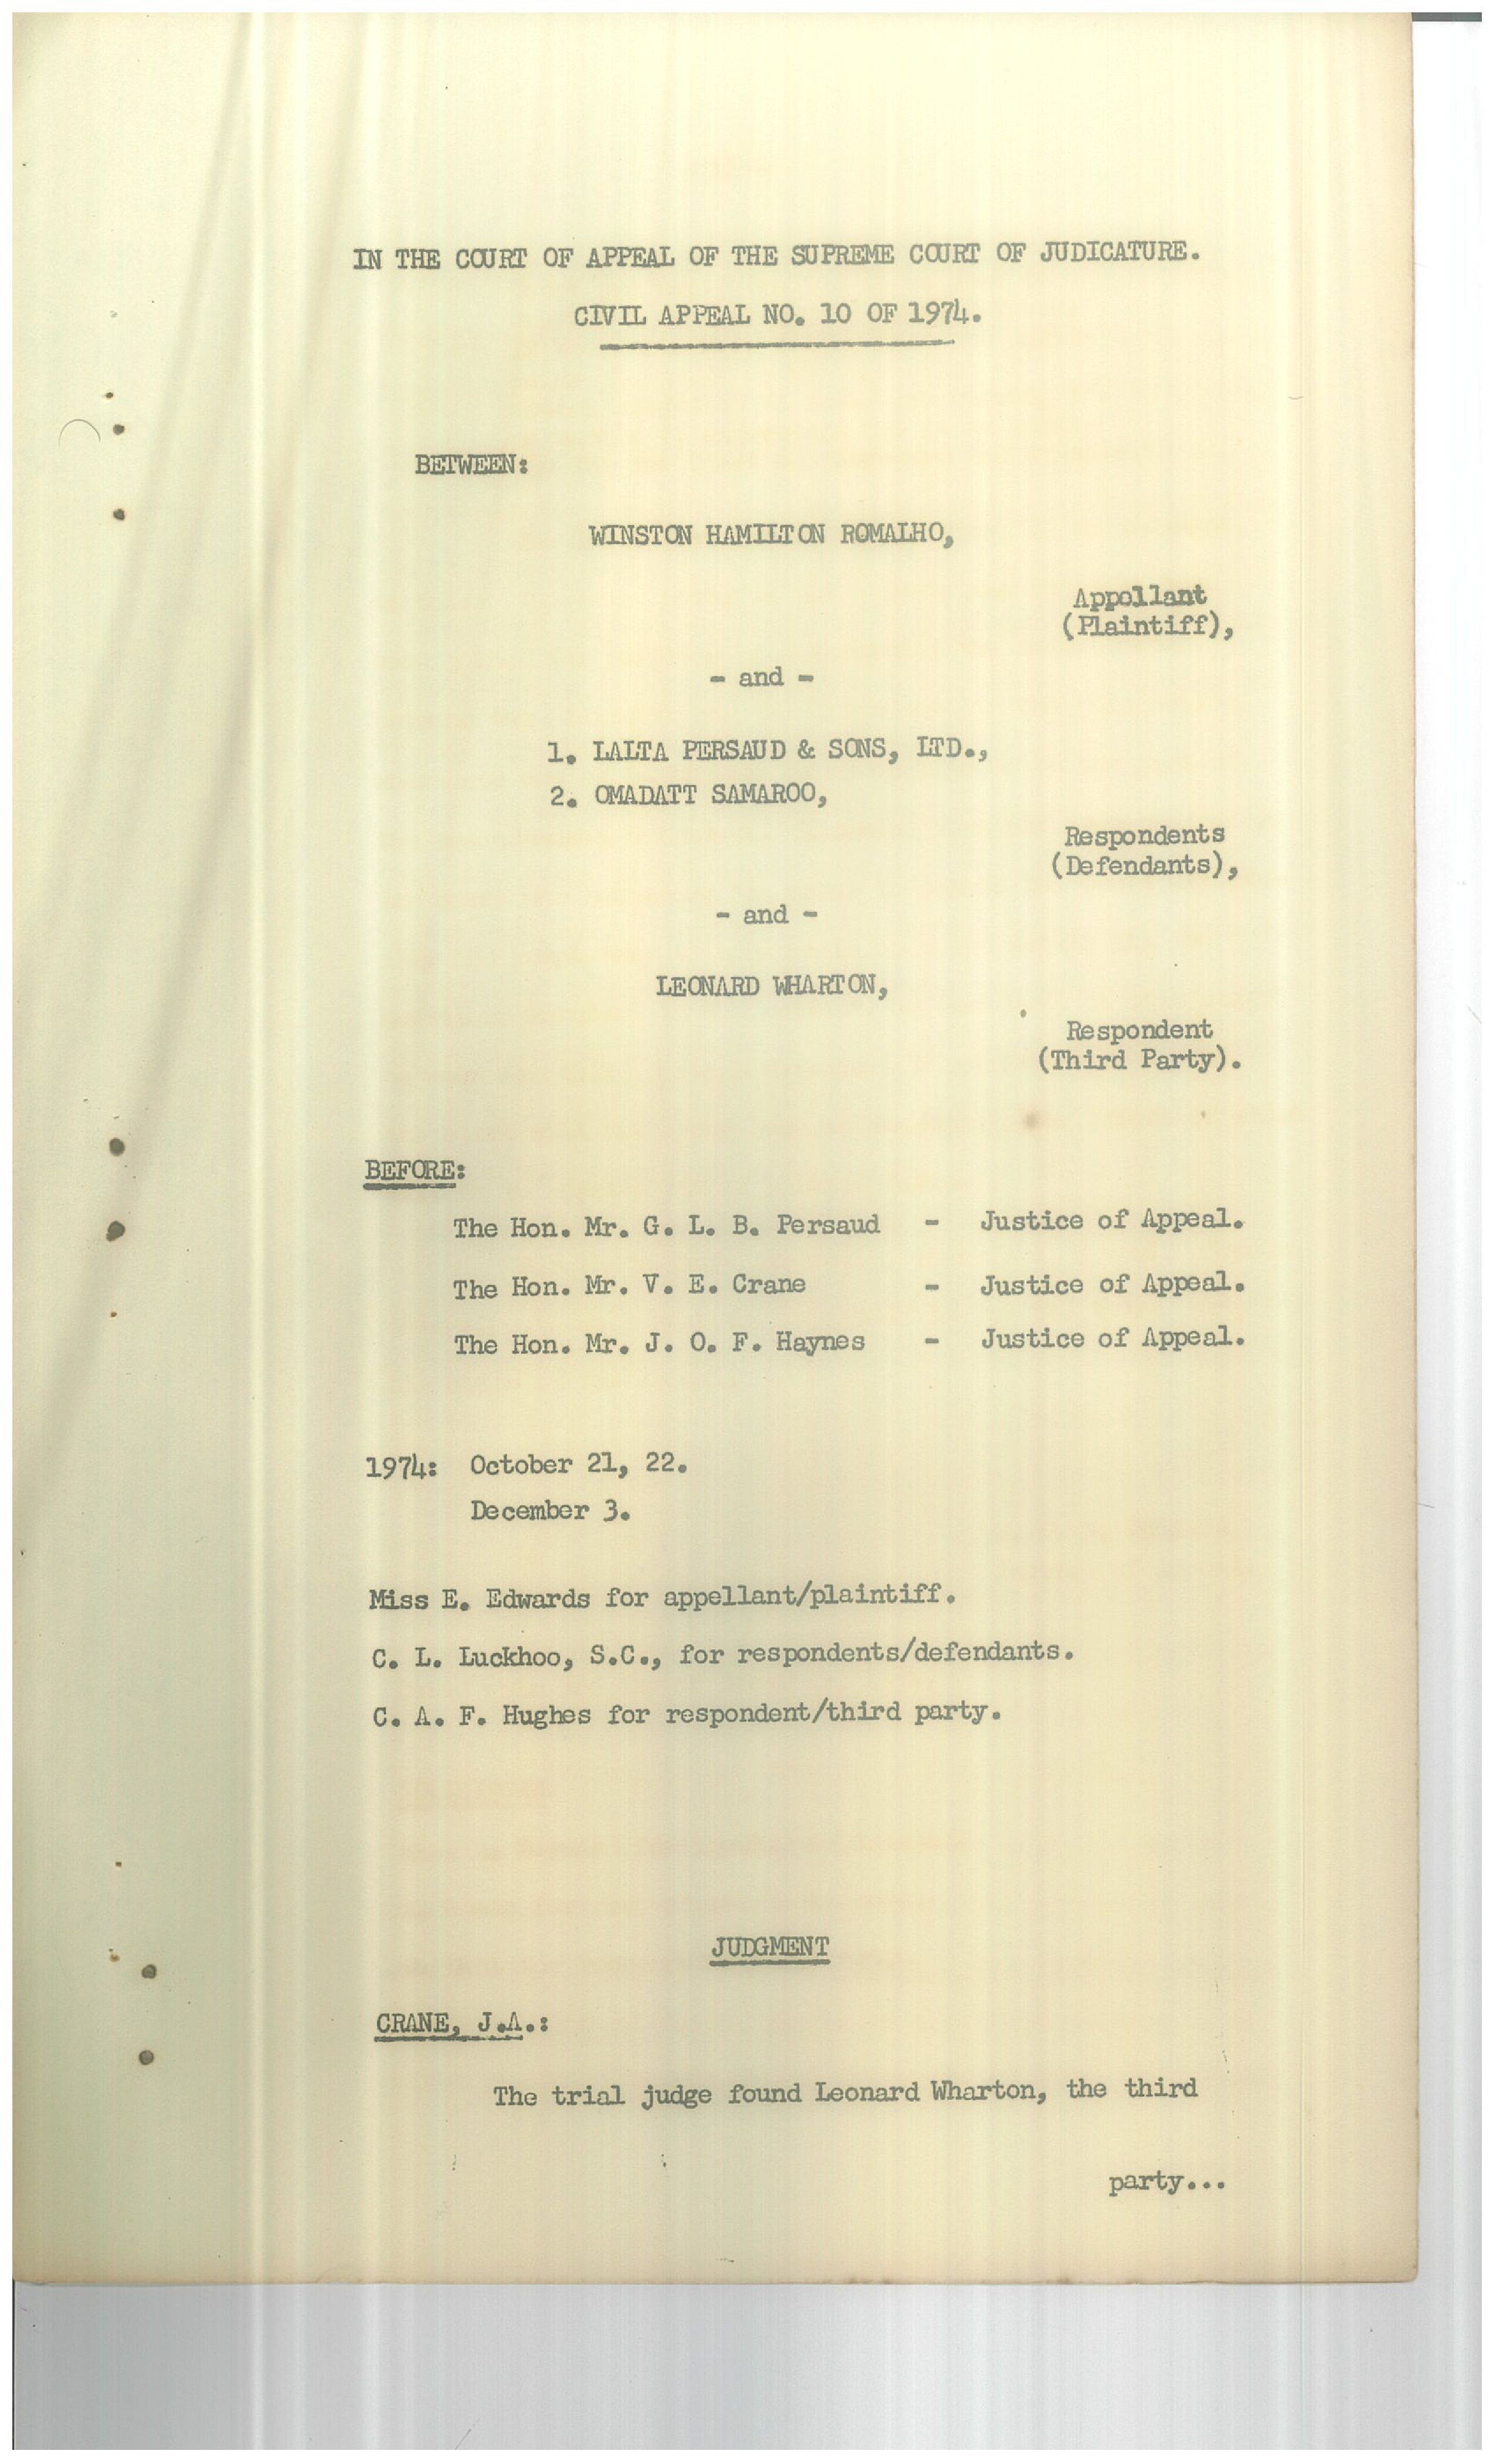 IN THE COURT OF APPEAL OF THE SUPREME COURT OF JUDICATURE.
CIVIL APPEAL NO. 10 OF 1974.
BETWEEN:
WINSTON HAMILTON ROMALHO,
Appollant
(Plaintiff),
- and -
1. LALTA PERSAUD & SONS, LTD.,
2. OMADATT SAMAROO,
Respondents
(Defendants),
- and -
LEONARD WHARTON,
Respondent
(Third Party).
BEFORE:
The Hon. Mr. G. L. B. Persaud - Justice of Appeal.
The Hon. Mr. V. E. Crane - Justice of Appeal.
The Hon. Mr. J. O. F. Haynes - Justice of Appeal.
1974: October 21, 22.
December 3.
Miss E. Edwards for appellant/plaintiff.
C. L. Luckhoo, S.C., for respondents/defendants.
C. A. F. Hughes for respondent/third party.
JUDGMENT
CRANE, J.A.:
The trial judge found Leonard Wharton, the third
party...